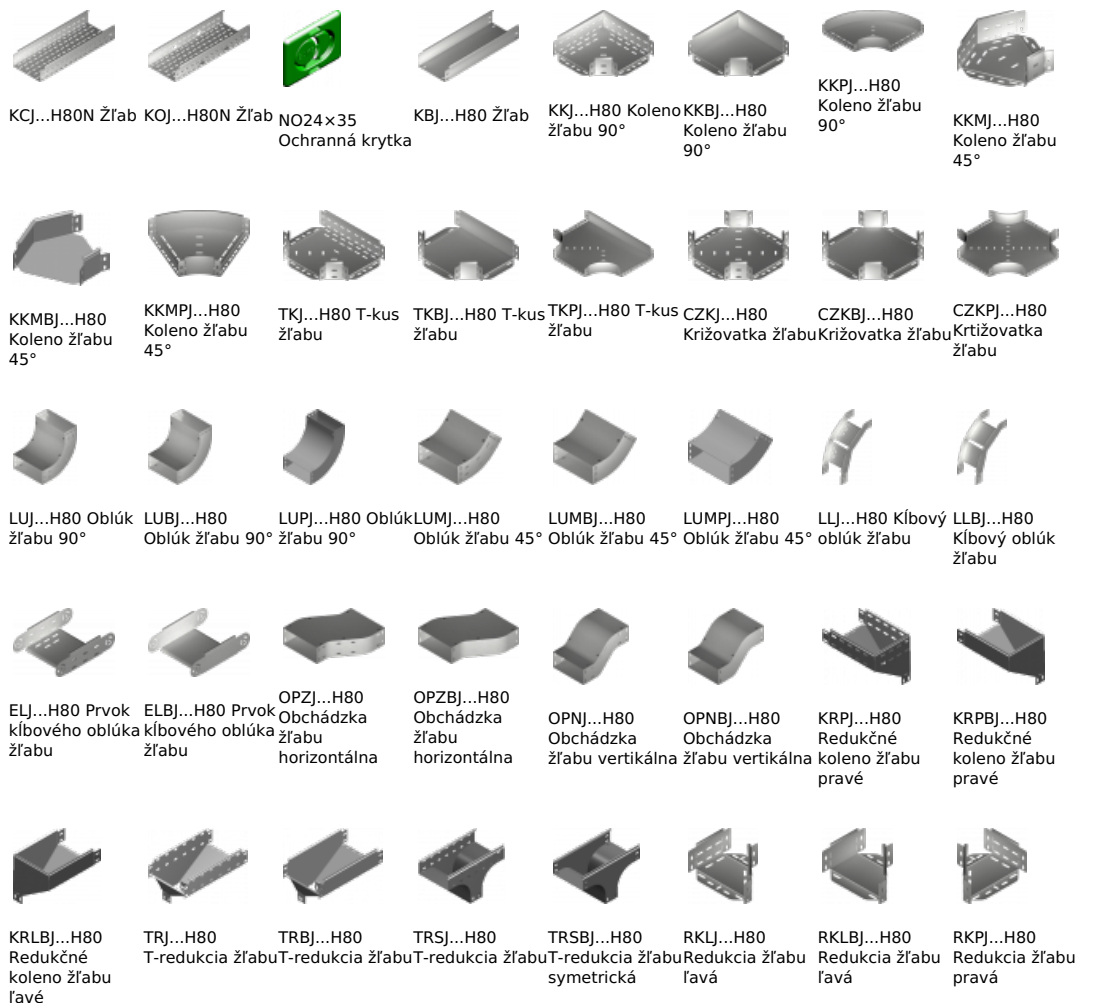 KCJ...H80N Žľab
KOJ...H80N Žľab
NO24×35
Ochranná krytka
KBJ...H80 Žľab
KKJ...H80 Koleno
žľabu 90°
KKBJ...H80
Koleno žľabu
90°
KKPJ...H80
Koleno žľabu
90°
KKMJ...H80
Koleno žľabu
45°
KKMBJ...H80
Koleno žľabu
45°
KKMPJ...H80
Koleno žľabu
45°
TKJ...H80 T-kus
žľabu
TKBJ...H80 T-kus
žľabu
TKPJ...H80 T-kus
žľabu
CZKJ...H80
Križovatka žľabu
CZKBJ...H80
Križovatka žľabu
CZKPJ...H80
Krtižovatka
žľabu
LUJ...H80 Oblúk
žľabu 90°
LUBJ...H80
Oblúk žľabu 90°
LUPJ...H80 Oblúk
žľabu 90°
LUMJ...H80
Oblúk žľabu 45°
LUMBJ...H80
Oblúk žľabu 45°
LUMPJ...H80
Oblúk žľabu 45°
LLJ...H80 Kĺbový
oblúk žľabu
LLBJ...H80
Kĺbový oblúk
žľabu
ELJ...H80 Prvok
kĺbového oblúka
žľabu
ELBJ...H80 Prvok
kĺbového oblúka
žľabu
OPZJ...H80
Obchádzka
žľabu
horizontálna
OPZBJ...H80
Obchádzka
žľabu
horizontálna
OPNJ...H80
Obchádzka
žľabu vertikálna
OPNBJ...H80
Obchádzka
žľabu vertikálna
KRPJ...H80
Redukčné
koleno žľabu
pravé
KRPBJ...H80
Redukčné
koleno žľabu
pravé
KRLBJ...H80
Redukčné
koleno žľabu
ľavé
TRJ...H80
T-redukcia žľabu
TRBJ...H80
T-redukcia žľabu
TRSJ...H80
T-redukcia žľabu
TRSBJ...H80
T-redukcia žľabu
symetrická
RKLJ...H80
Redukcia žľabu
ľavá
RKLBJ...H80
Redukcia žľabu
ľavá
RKPJ...H80
Redukcia žľabu
pravá